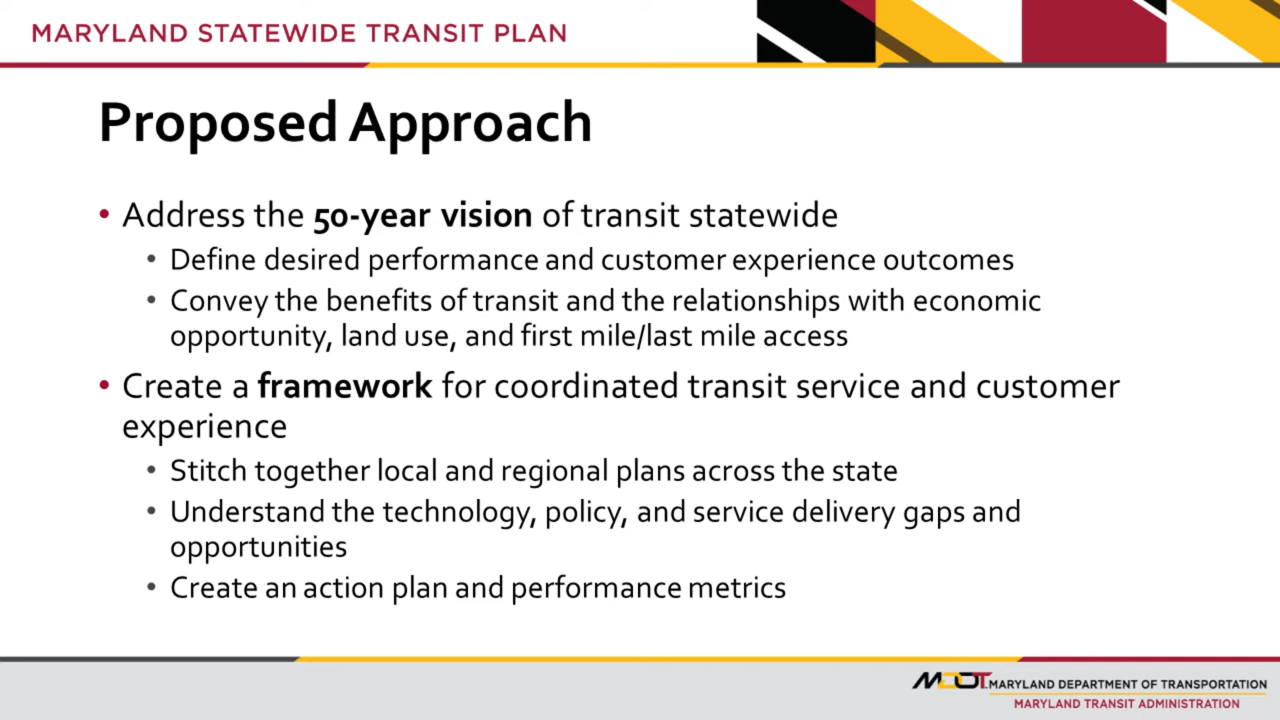 MARYLAND STATEWIDE TRANSIT PLAN
Proposed Approach
• Address the 50-year vision of transit statewide
• Define desired performance and customer experience outcomes
• Convey the benefits of transit and the relationships with economic
opportunity, land use, and first mile/last mile access
• Create a framework for coordinated transit service and customer
experience
• Stitch together local and regional plans across the state
• Understand the technology, policy, and service delivery gaps and
opportunities
• Create an action plan and performance metrics
MDOT MARYLAND DEPARTMENT OF TRANSPORTATION
MARYLAND TRANSIT ADMINISTRATION